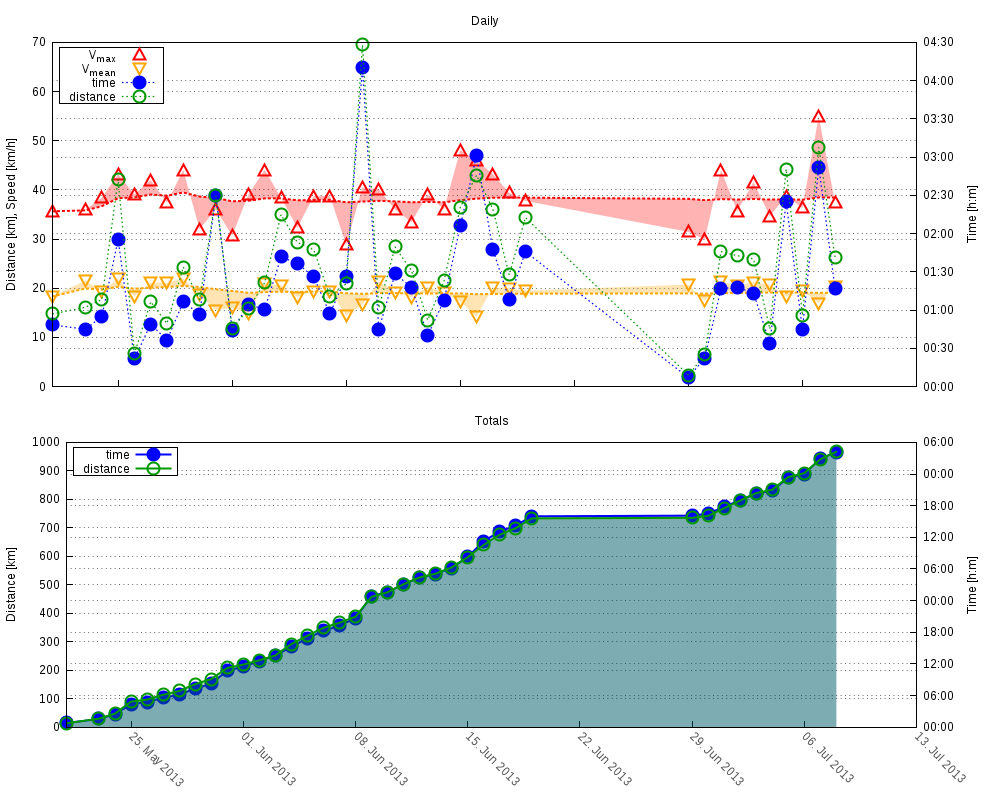 Daily
Distance [km], Speed [km/h]
Time [h:m]
Vmax
Vmean
time
distance
70
60
50
40
30
20
10
0
04:30
04:00
03:30
03:00
02:30
02:00
01:30
01:00
00:30
00:00
Totals
Distance [km]
Time [h:m]
time
distance
1000
900
800
700
600
500
400
300
200
100
0
06:00
00:00
18:00
12:00
06:00
00:00
18:00
12:00
06:00
00:00
25. May 2013
01. Jun 2013
08. Jun 2013
15. Jun 2013
22. Jun 2013
29. Jun 2013
06. Jul 2013
13. Jul 2013